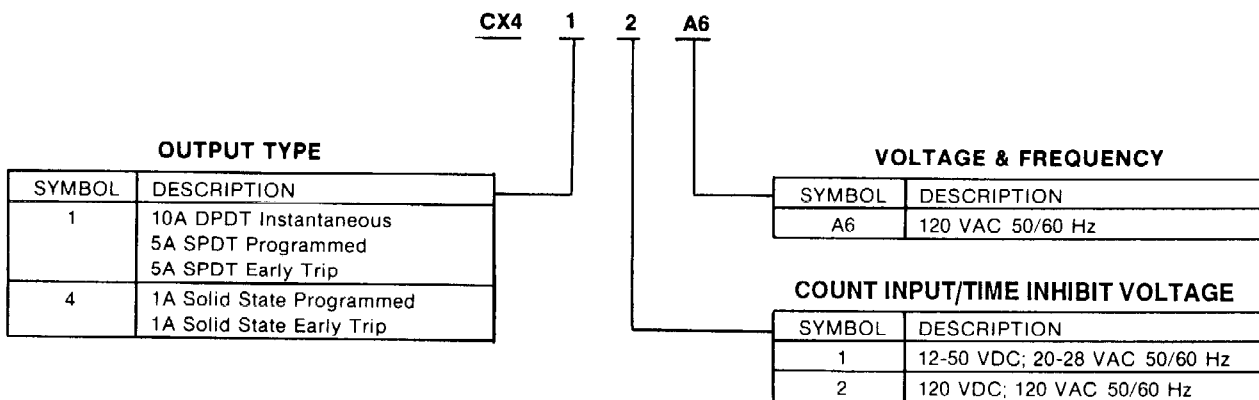 CX4 1 2 A6
OUTPUT TYPE
SYMBOL DESCRIPTION
1 10A DPDT Instantaneous
5A SPDT Programmed
5A SPDT Early Trip
4 1A Solid State Programmed
1A Solid State Early Trip
VOLTAGE & FREQUENCY
SYMBOL DESCRIPTION
A6 120 VAC 50/60 Hz
COUNT INPUT/TIME INHIBIT VOLTAGE
SYMBOL DESCRIPTION
1 12-50 VDC; 20-28 VAC 50/60 Hz
2 120 VDC; 120 VAC 50/60 Hz